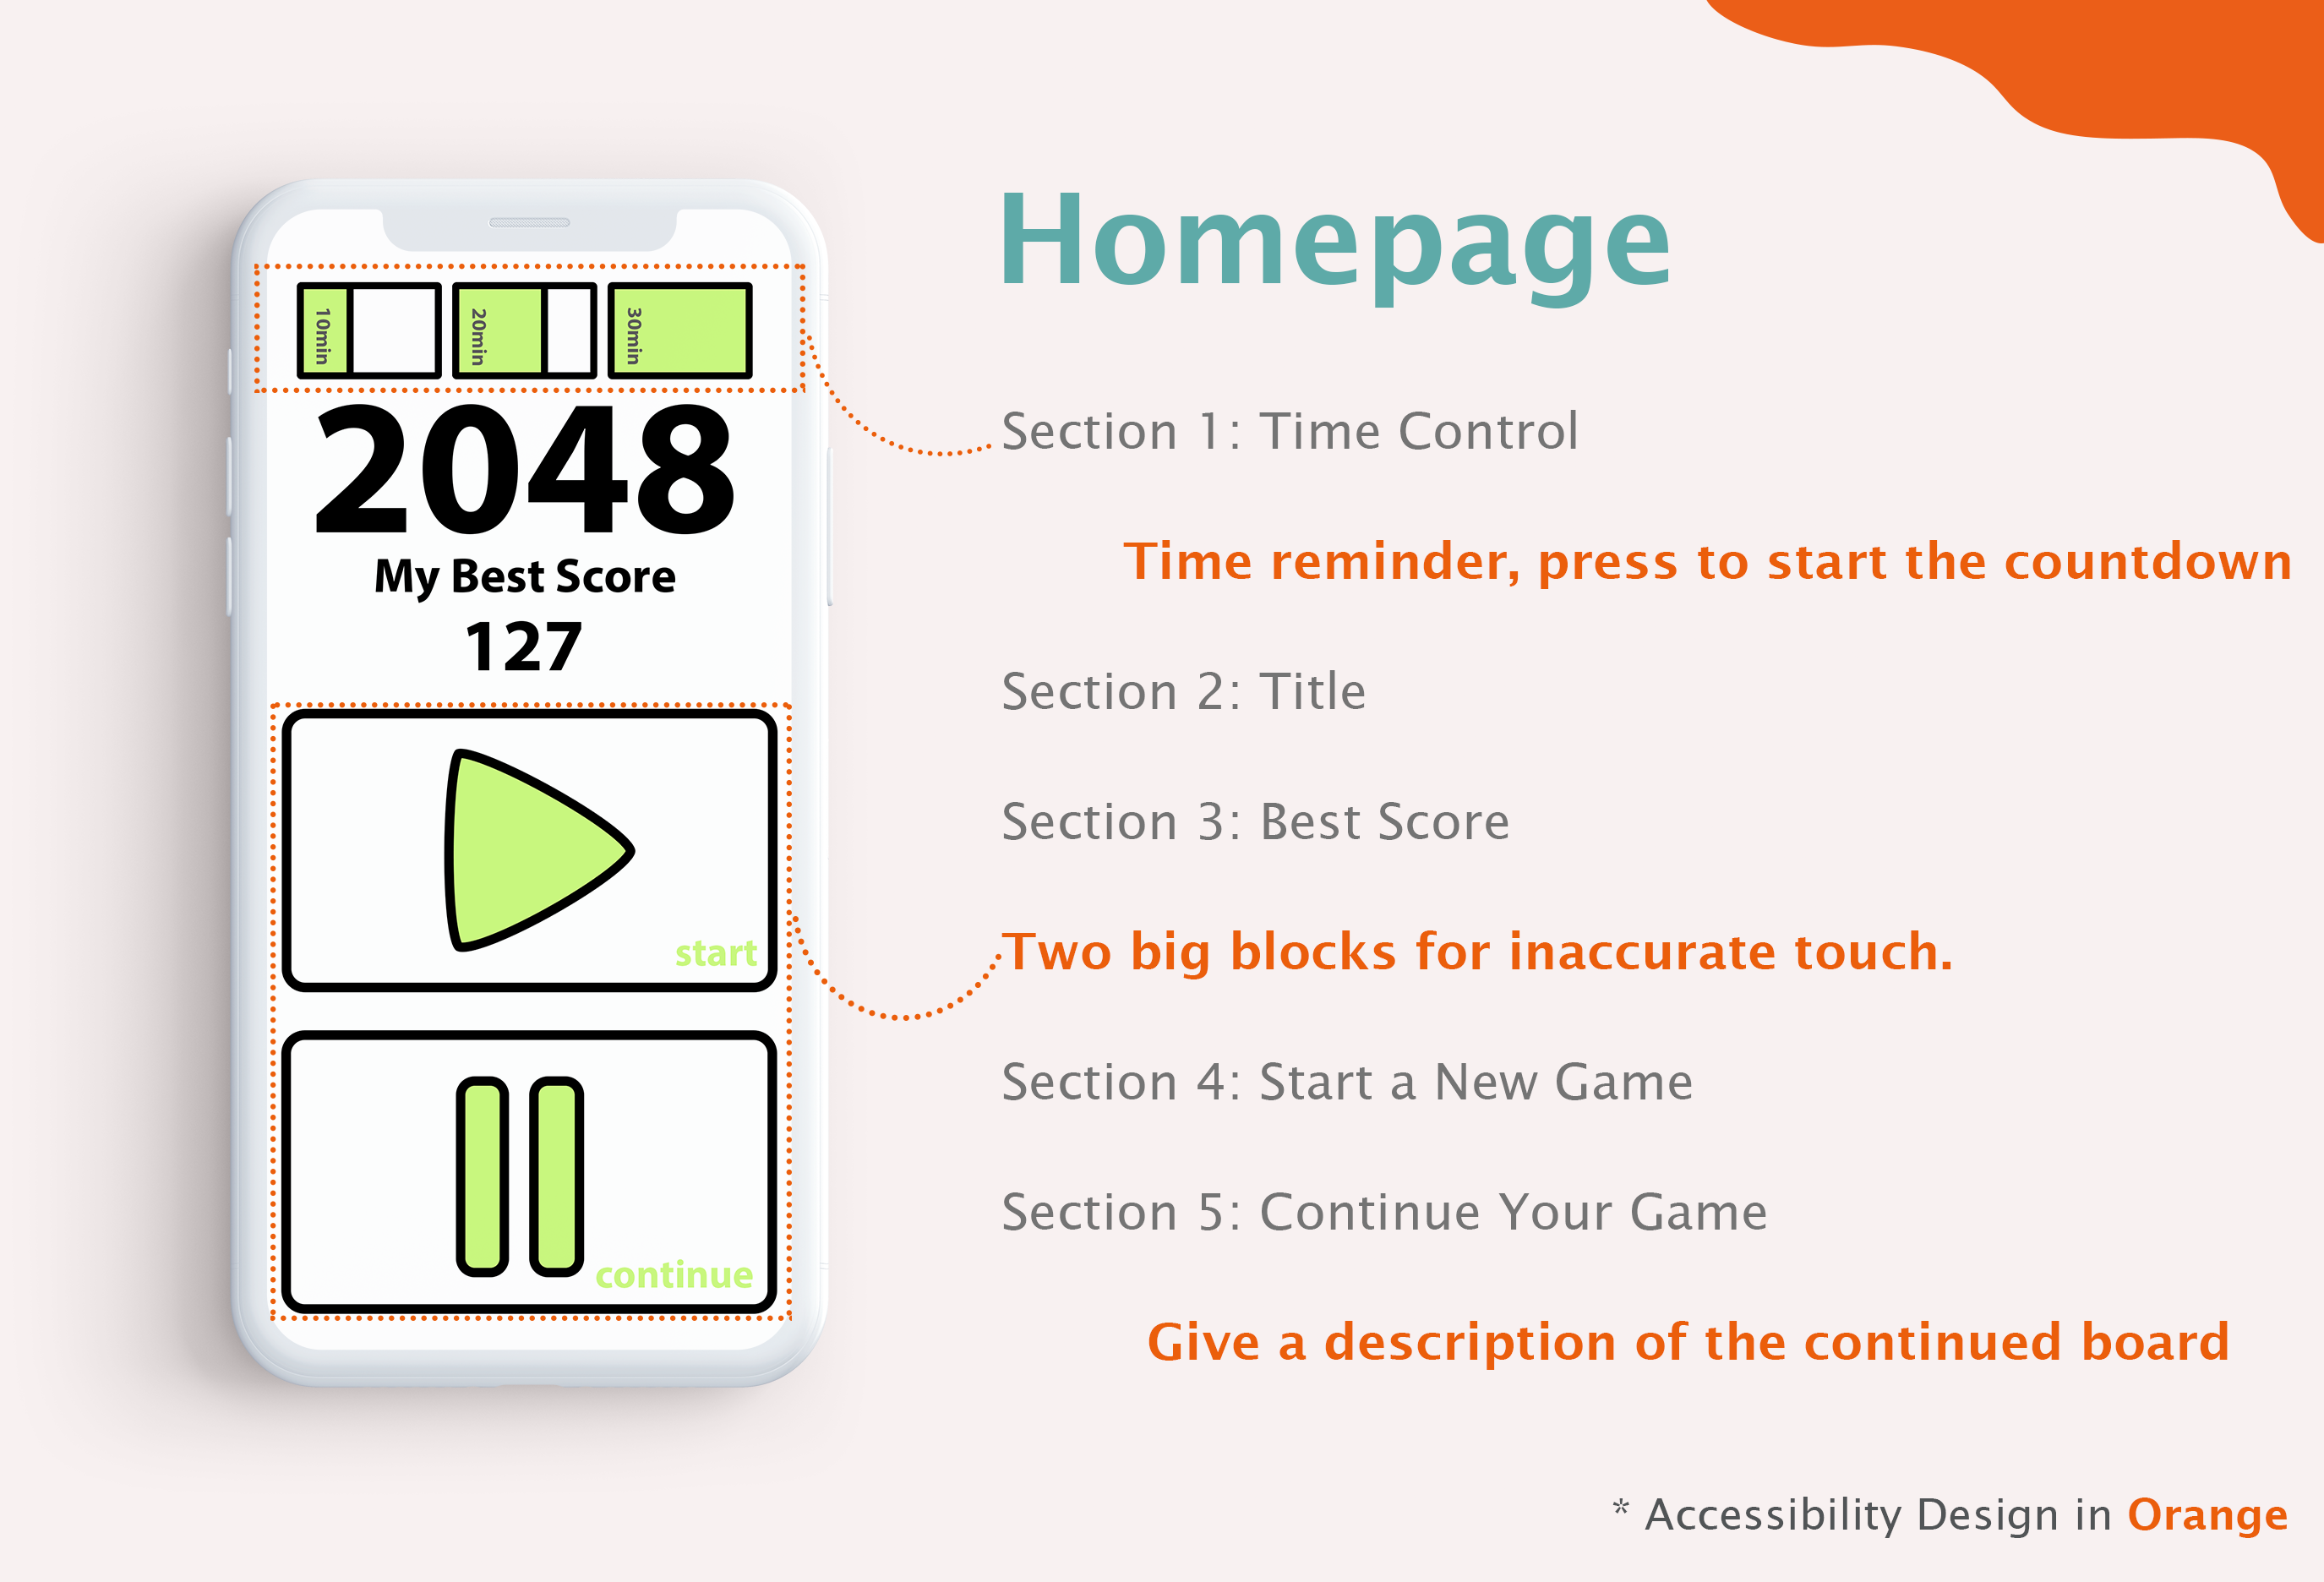 10min
20min
30min
2048
My Best Score
127
start
continue
Homepage
Section 1: Time Control
Time reminder, press to start the countdown
Section 2: Title
Section 3: Best Score
Two big blocks for inaccurate touch.
Section 4: Start a New Game
Section 5: Continue Your Game
Give a description of the continued board
* Accessibility Design in Orange